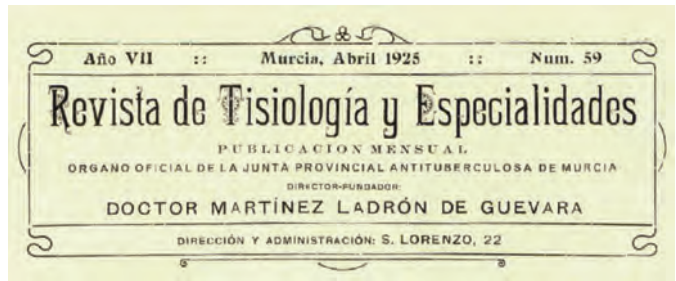 Año VII :: Murcia, Abril 1925 :: Num. 59
Revista de Tisiología y Especialidades
PUBLICACION MENSUAL
ORGANO OFICIAL DE LA JUNTA PROVINCIAL ANTITUBERCULOSA DE MURCIA
DIRECTOR-FUNDADOR:
DOCTOR MARTÍNEZ LADRÓN DE GUEVARA
DIRECCIÓN Y ADMINISTRACIÓN: S. LORENZO, 22